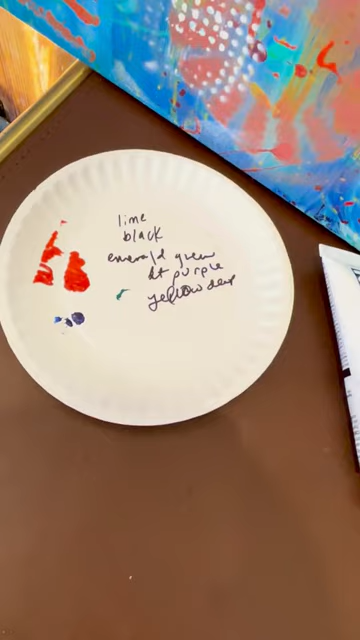 lime
black
emerald green
dt purple
yellow deep